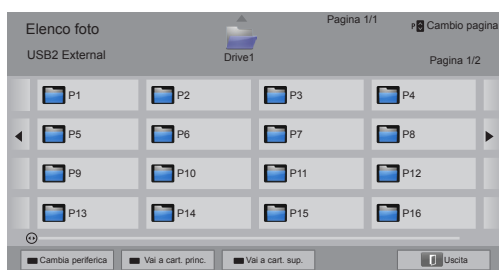 Elenco foto
Pagina 1/1
P Cambio pagina
USB2 External
Drive1
Pagina 1/2
P1 P2 P3 P4
P5 P6 P7 P8
P9 P10 P11 P12
P13 P14 P15 P16
Cambia periferica Vai a cart. princ. Vai a cart. sup. Uscita